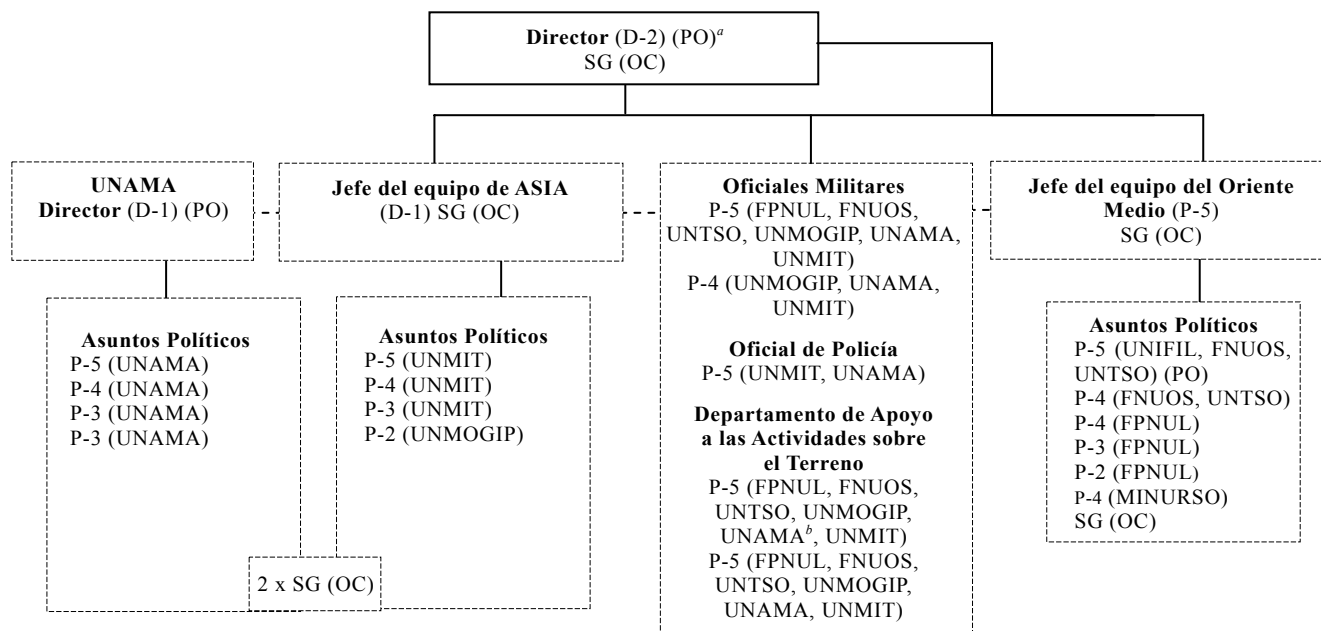 Director (D-2) (PO)a
SG (OC)
UNAMA
Director (D-1) (PO)
Jefe del equipo de ASIA
(D-1) SG (OC)
Oficiales Militares
P-5 (FPNUL, FNUOS,
UNTSO, UNMOGIP, UNAMA,
UNMIT)
P-4 (UNMOGIP, UNAMA,
UNMIT)
Oficial de Policía
P-5 (UNMIT, UNAMA)
Departamento de Apoyo
a las Actividades sobre
el Terreno
P-5 (FPNUL, FNUOS,
UNTSO, UNMOGIP,
UNAMAb, UNMIT)
P-5 (FPNUL, FNUOS,
UNTSO, UNMOGIP,
UNAMA, UNMIT)
Jefe del equipo del Oriente
Medio (P-5)
SG (OC)
Asuntos Políticos
P-5 (UNAMA)
P-4 (UNAMA)
P-3 (UNAMA)
P-3 (UNAMA)
Asuntos Políticos
P-5 (UNMIT)
P-4 (UNMIT)
P-3 (UNMIT)
P-2 (UNMOGIP)
2 x SG (OC)
Asuntos Políticos
P-5 (UNIFIL, FNUOS,
UNTSO) (PO)
P-4 (FNUOS, UNTSO)
P-4 (FPNUL)
P-3 (FPNUL)
P-2 (FPNUL)
P-4 (MINURSO)
SG (OC)